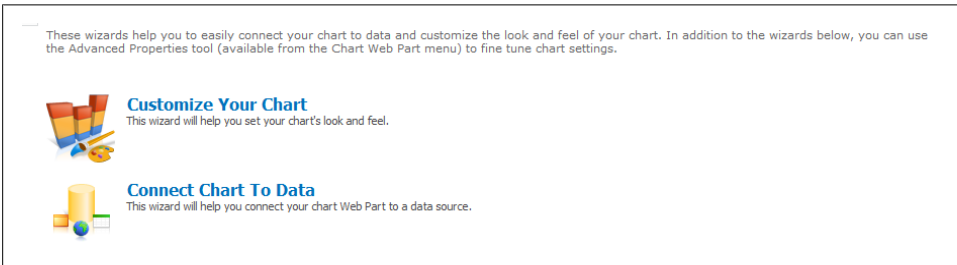 These wizards help you to easily connect your chart to data and customize the look and feel of your chart. In addition to the wizards below, you can use
the Advanced Properties tool (available from the Chart Web Part menu) to fine tune chart settings.
Customize Your Chart
This wizard will help you set your chart's look and feel.
Connect Chart To Data
This wizard will help you connect your chart Web Part to a data source.